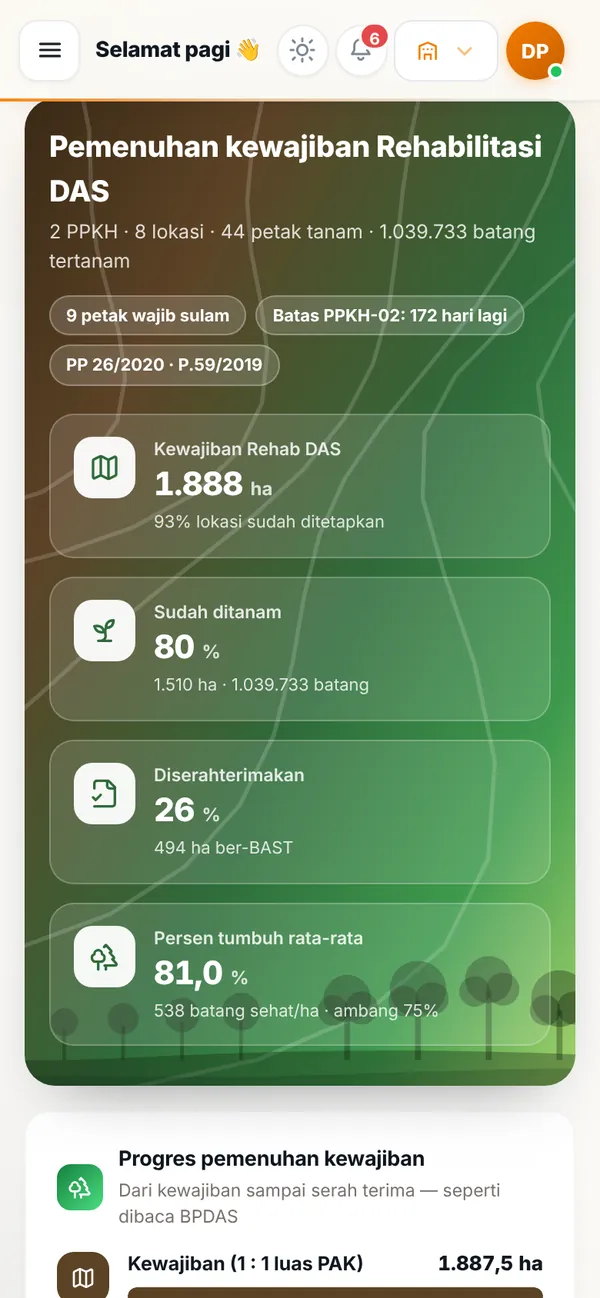 Selamat pagi 👋
6
DP
Pemenuhan kewajiban Rehabilitasi
DAS
2 PPKH · 8 lokasi · 44 petak tanam · 1.039.733 batang
tertanam
9 petak wajib sulam
Batas PPKH-02: 172 hari lagi
PP 26/2020 · P.59/2019
Kewajiban Rehab DAS
1.888 ha
93% lokasi sudah ditetapkan
Sudah ditanam
80 %
1.510 ha · 1.039.733 batang
Diserahterimakan
26 %
494 ha ber-BAST
Persen tumbuh rata-rata
81,0 %
538 batang sehat/ha · ambang 75%
Progres pemenuhan kewajiban
Dari kewajiban sampai serah terima — seperti
dibaca BPDAS
Kewajiban (1 : 1 luas PAK) 1.887,5 ha